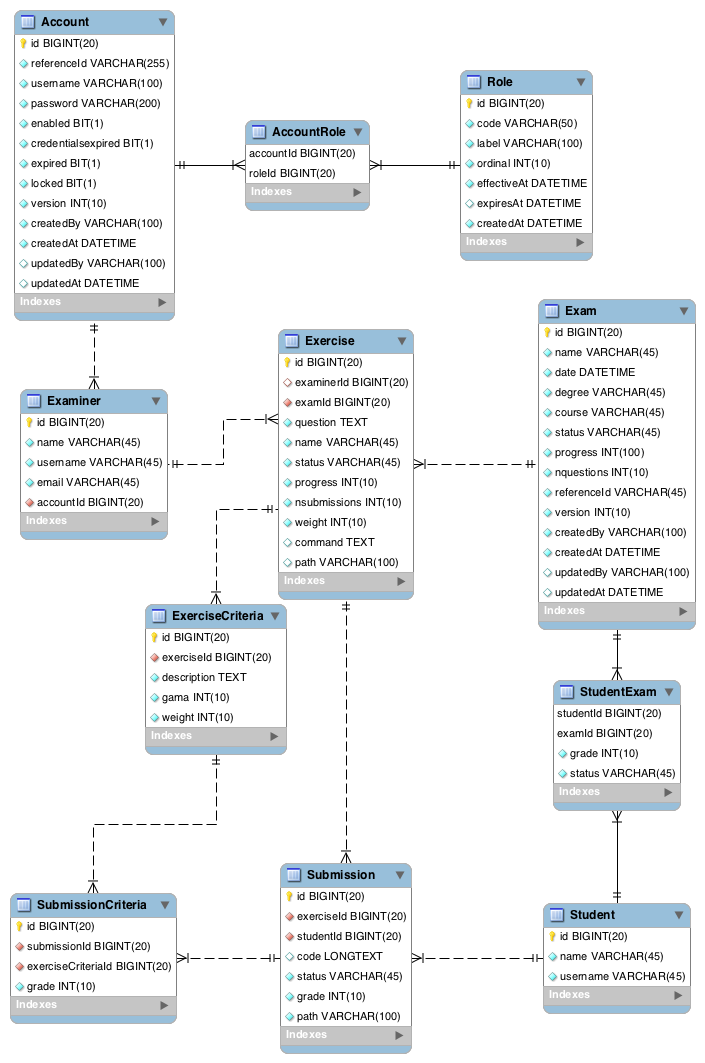 Account
id BIGINT(20)
referenceId VARCHAR(255)
username VARCHAR(100)
password VARCHAR(200)
enabled BIT(1)
credentialsexpired BIT(1)
expired BIT(1)
locked BIT(1)
version INT(10)
createdBy VARCHAR(100)
createdAt DATETIME
updatedBy VARCHAR(100)
updatedAt DATETIME
Indexes
AccountRole
accountId BIGINT(20)
roleId BIGINT(20)
Indexes
Role
id BIGINT(20)
code VARCHAR(50)
label VARCHAR(100)
ordinal INT(10)
effectiveAt DATETIME
expiresAt DATETIME
createdAt DATETIME
Indexes
Examiner
id BIGINT(20)
name VARCHAR(45)
username VARCHAR(45)
email VARCHAR(45)
accountId BIGINT(20)
Indexes
Exercise
id BIGINT(20)
examinerId BIGINT(20)
examId BIGINT(20)
question TEXT
name VARCHAR(45)
status VARCHAR(45)
progress INT(10)
nsubmissions INT(10)
weight INT(10)
command TEXT
path VARCHAR(100)
Indexes
Exam
id BIGINT(20)
name VARCHAR(45)
date DATETIME
degree VARCHAR(45)
course VARCHAR(45)
status VARCHAR(45)
progress INT(100)
nquestions INT(10)
referenceId VARCHAR(45)
version INT(10)
createdBy VARCHAR(100)
createdAt DATETIME
updatedBy VARCHAR(100)
updatedAt DATETIME
Indexes
ExerciseCriteria
id BIGINT(20)
exerciseId BIGINT(20)
description TEXT
gama INT(10)
weight INT(10)
Indexes
StudentExam
studentId BIGINT(20)
examId BIGINT(20)
grade INT(10)
status VARCHAR(45)
Indexes
SubmissionCriteria
id BIGINT(20)
submissionId BIGINT(20)
exerciseCriteriaId BIGINT(20)
grade INT(10)
Indexes
Submission
id BIGINT(20)
exerciseId BIGINT(20)
studentId BIGINT(20)
code LONGTEXT
status VARCHAR(45)
grade INT(10)
path VARCHAR(100)
Indexes
Student
id BIGINT(20)
name VARCHAR(45)
username VARCHAR(45)
Indexes